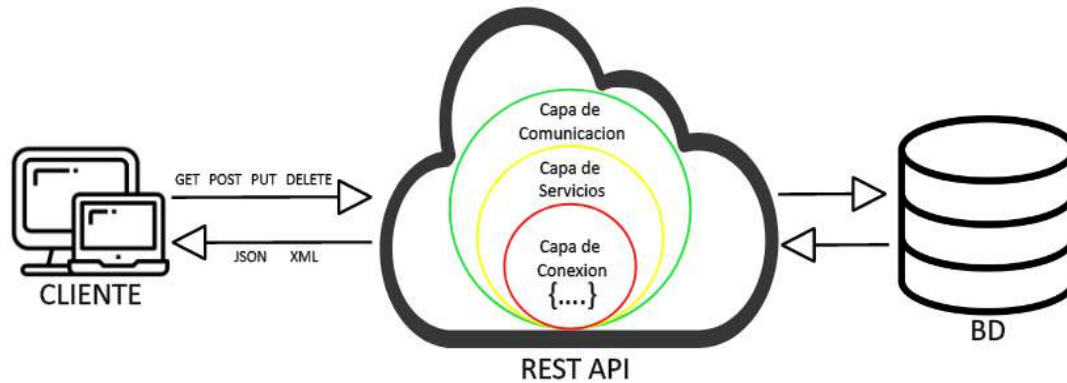 GET POST PUT DELETE
JSON XML
CLIENTE
Capa de
Comunicacion
Capa de
Servicios
Capa de
Conexion
{....}
REST API
BD